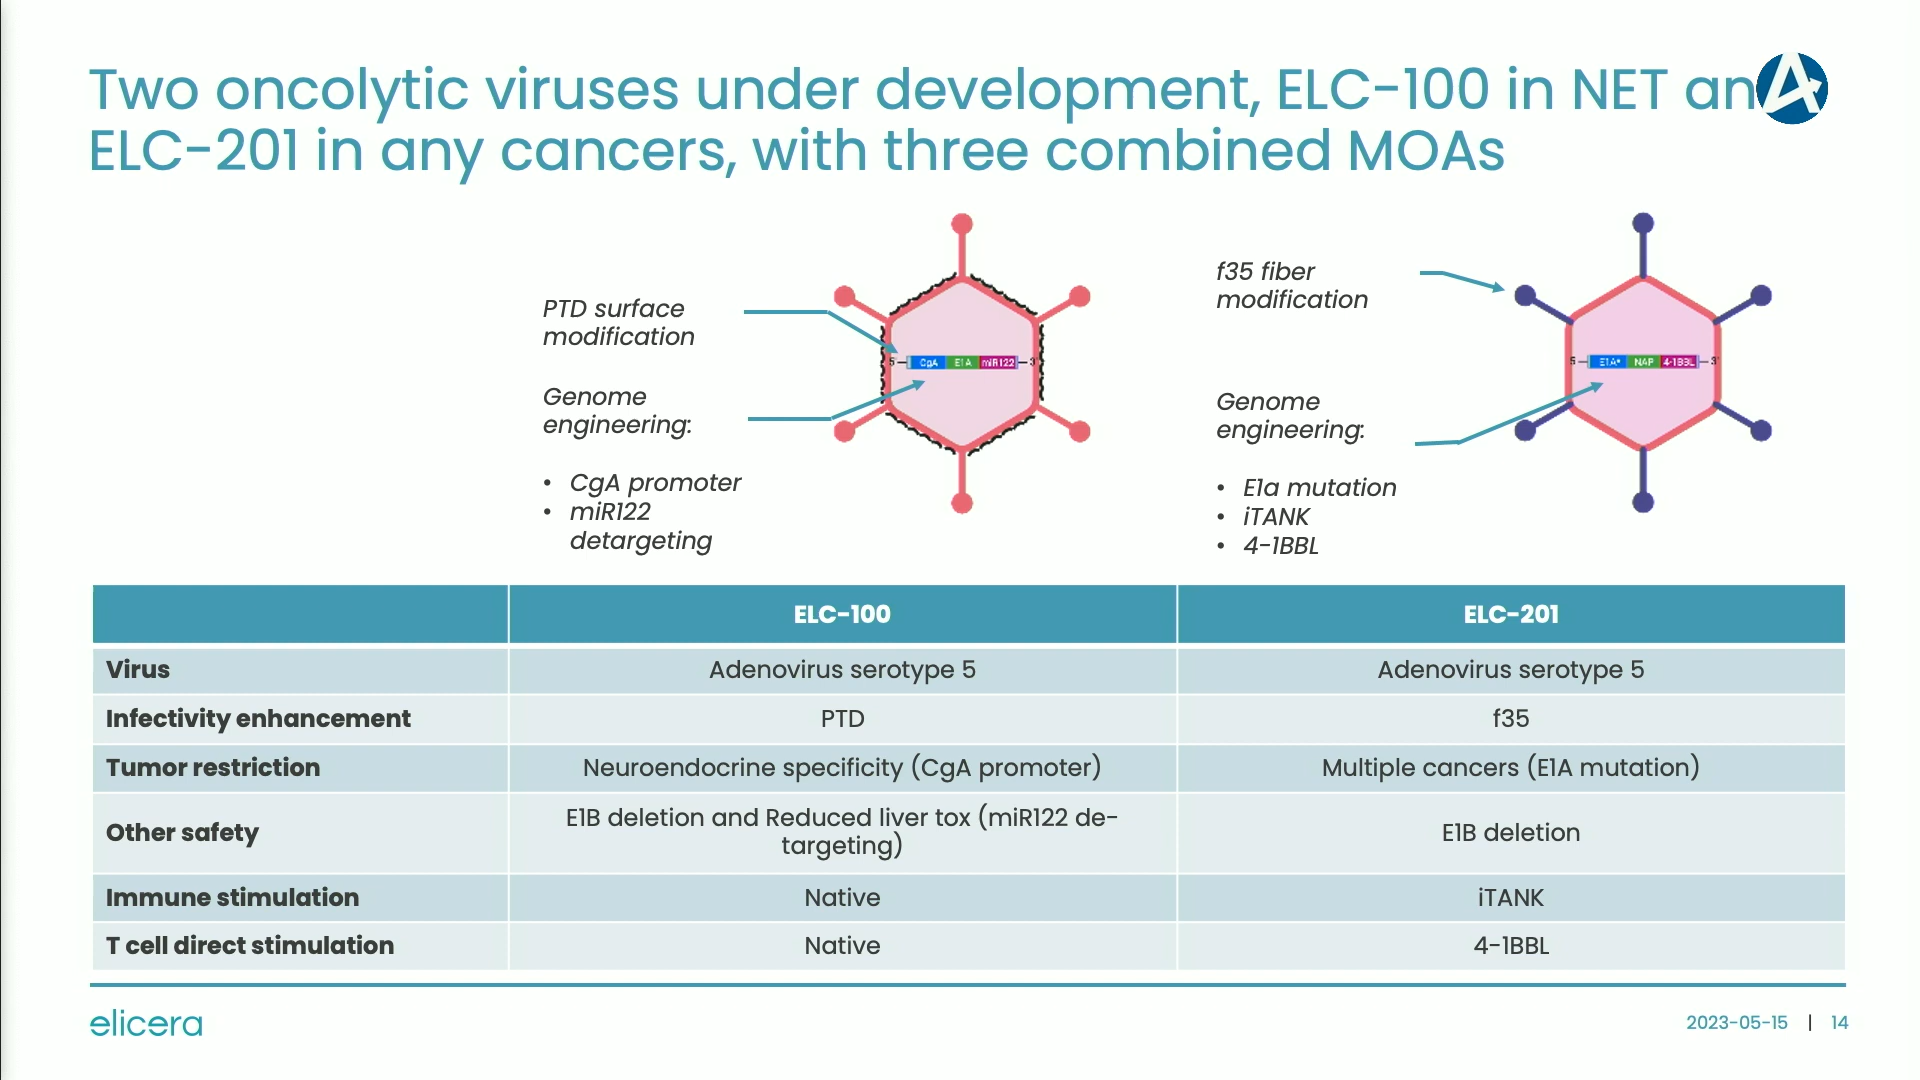 Two oncolytic viruses under development, ELC-100 in NET an
ELC-201 in any cancers, with three combined MOAs
PTD surface
modification
Genome
engineering:
• CgA promoter
• miR122
detargeting
5'
CgA
E1A
miR122
3'
f35 fiber
modification
Genome
engineering:
• E1a mutation
• iTANK
• 4-1BBL
5
E1A*
NAP
4-1BBL
3'
ELC-100
ELC-201
Virus
Adenovirus serotype 5
Adenovirus serotype 5
Infectivity enhancement
PTD
f35
Tumor restriction
Neuroendocrine specificity (CgA promoter)
Multiple cancers (E1A mutation)
Other safety
E1B deletion and Reduced liver tox (miR122 de-
targeting)
E1B deletion
Immune stimulation
Native
iTANK
T cell direct stimulation
Native
4-1BBL
elicera
2023-05-15 | 14